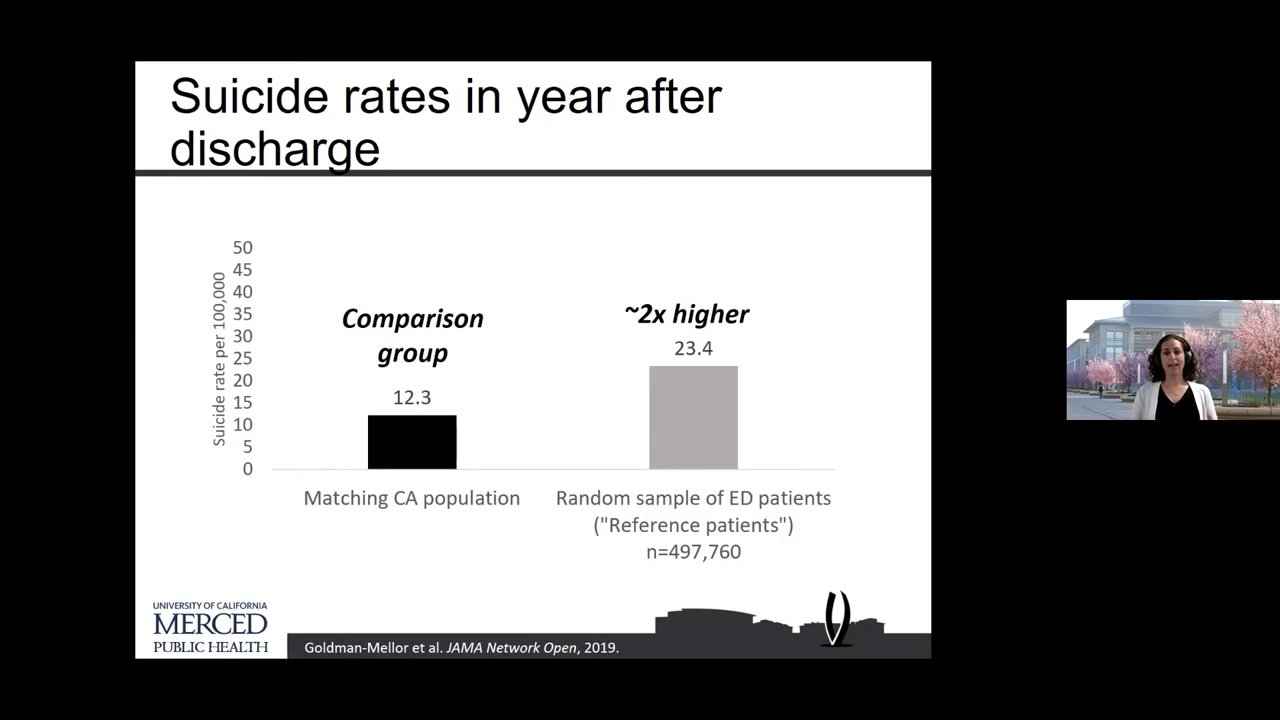 Suicide rates in year after
discharge
Suicide rate per 100,000
50
45
40
35
30
25
20
15
10
5
0
Comparison
group
12.3
~2x higher
23.4
Matching CA population
Random sample of ED patients
("Reference patients")
n=497,760
UNIVERSITY OF CALIFORNIA
MERCED
PUBLIC HEALTH
Goldman-Mellor et al. JAMA Network Open, 2019.